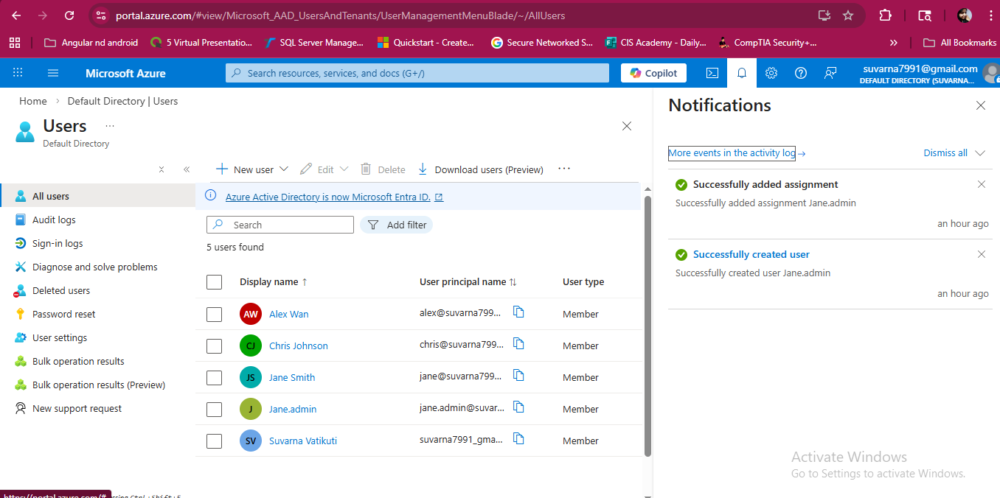 portal.azure.com/#view/Microsoft_AAD_UsersAndTenants/UserManagementMenuBlade/~/AllUsers
Angular nd android
5 Virtual Presentatio...
SQL Server Manage...
Quickstart - Create...
Secure Networked S...
CIS Academy - Daily...
CompTIA Security+...
»
All Bookmarks
Microsoft Azure
Search resources, services, and docs (G+/)
Copilot
suvarna7991@gmail.com
DEFAULT DIRECTORY (SUVARNA...
Home > Default Directory | Users
Users ...
Default Directory
All users
Audit logs
Sign-in logs
Diagnose and solve problems
Deleted users
Password reset
User settings
Bulk operation results
Bulk operation results (Preview)
New support request
New user
Edit
Delete
Download users (Preview)
...
Azure Active Directory is now Microsoft Entra ID.
Search
Add filter
5 users found
Display name ↑ User principal name ↑↓ User type
AW Alex Wan alex@suvarna799... Member
CJ Chris Johnson chris@suvarna799... Member
JS Jane Smith jane@suvarna799... Member
J Jane.admin jane.admin@suvar... Member
SV Suvarna Vatikuti suvarna7991_gma... Member
Notifications
More events in the activity log →
Dismiss all
Successfully added assignment
Successfully added assignment Jane.admin
an hour ago
Successfully created user
Successfully created user Jane.admin
an hour ago
Activate Windows
Go to Settings to activate Windows.
https://portal.azure.com/#
Ctrl+Shift+F